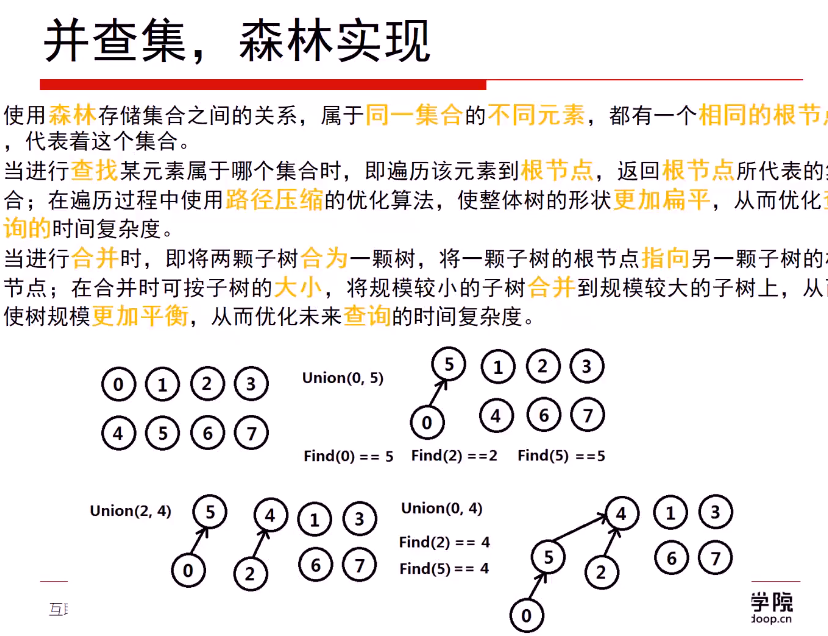 并查集，森林实现
使用森林存储集合之间的关系，属于同一集合的不同元素，都有一个相同的根节点
，代表着这个集合。
当进行查找某元素属于哪个集合时，即遍历该元素到根节点，返回根节点所代表的集
合；在遍历过程中使用路径压缩的优化算法，使整体树的形状更加扁平，从而优化查
询的时间复杂度。
当进行合并时，即将两颗子树合为一颗树，将一颗子树的根节点指向另一颗子树的根
节点；在合并时可按子树的大小，将规模较小的子树合并到规模较大的子树上，从而
使树规模更加平衡，从而优化未来查询的时间复杂度。
0 1 2 3
4 5 6 7
Union(0, 5)
5 1 2 3
0 4 6 7
Find(0) == 5 Find(2) ==2 Find(5) ==5
Union(2, 4)
5 4 1 3
0 2 6 7
Union(0, 4)
Find(2) == 4
Find(5) == 4
4 1 3
5 2 6 7
0
互
学院
doop.cn